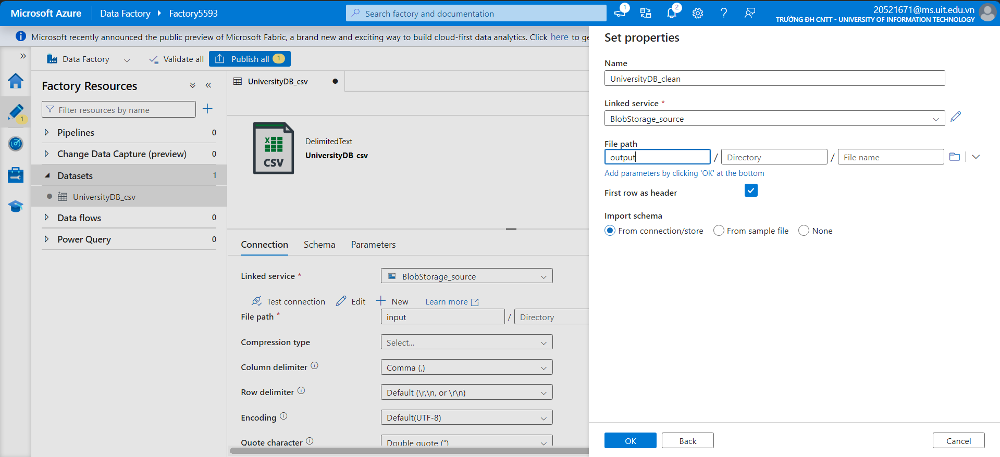 Microsoft Azure
Data Factory
Factory5593
Search factory and documentation
1
2
20521671@ms.uit.edu.vn
TRƯỜNG ĐH CNTT - UNIVERSITY OF INFORMATION TECHNOLOGY
Microsoft recently announced the public preview of Microsoft Fabric, a brand new and exciting way to build cloud-first data analytics. Click here to ge
Data Factory
Validate all
Publish all 1
1
Factory Resources
Filter resources by name
Pipelines 0
Change Data Capture (preview) 0
Datasets 1
UniversityDB_csv
Data flows 0
Power Query 0
UniversityDB_csv
X
CSV
DelimitedText
UniversityDB_csv
Connection Schema Parameters
Linked service * BlobStorage_source
Test connection Edit New Learn more
File path * input / Directory
Compression type Select...
Column delimiter Comma (,)
Row delimiter Default (\r,\n, or \r\n)
Encoding Default(UTF-8)
Quote character Double quote (")
Set properties
Name
UniversityDB_clean
Linked service *
BlobStorage_source
File path
output / Directory / File name
Add parameters by clicking 'OK' at the bottom
First row as header
Import schema
From connection/store From sample file None
OK Back Cancel